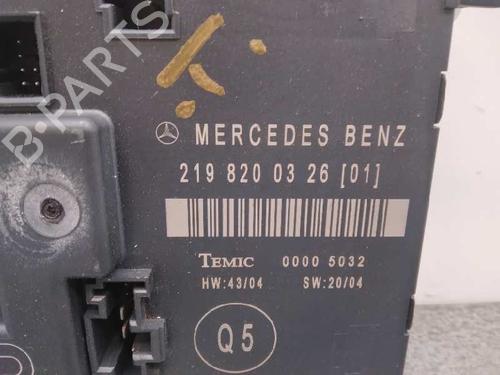 B-PARTS
MERCEDES BENZ
219 820 03 26 [01]
TEMIC 0000 5032
HW:43/04 SW:20/04
Q5